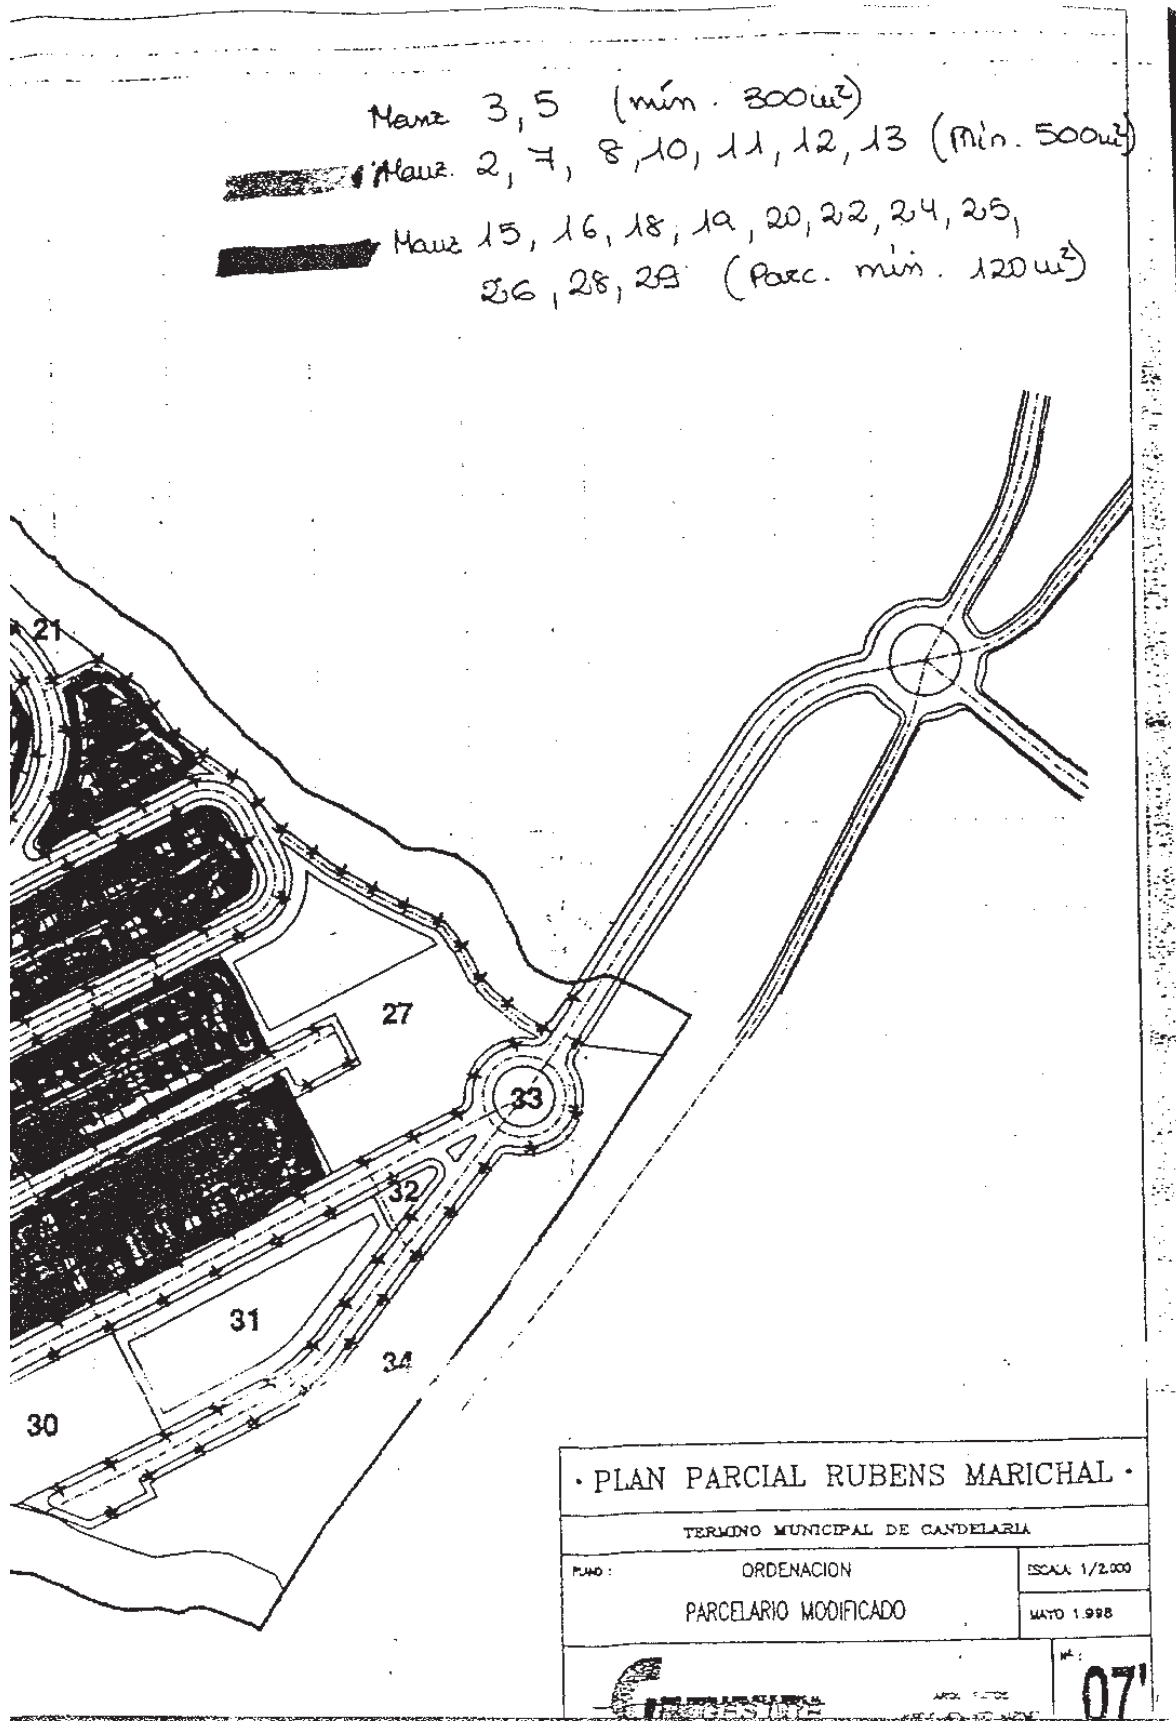 Manz 3, 5 (mín. 300m²)
Manz. 2, 7, 8, 10, 11, 12, 13 (Mín. 500m²)
Manz 15, 16, 18, 19, 20, 22, 24, 25,
26, 28, 29 (Parc. mín. 120m²)
21
27
33
32
31
34
30
· PLAN PARCIAL RUBENS MARICHAL ·
TERMINO MUNICIPAL DE CANDELARIA
PLANO :
ORDENACION
ESCALA: 1/2.000
PARCELARIO MODIFICADO
MAYO 1.998
Nº :
07'